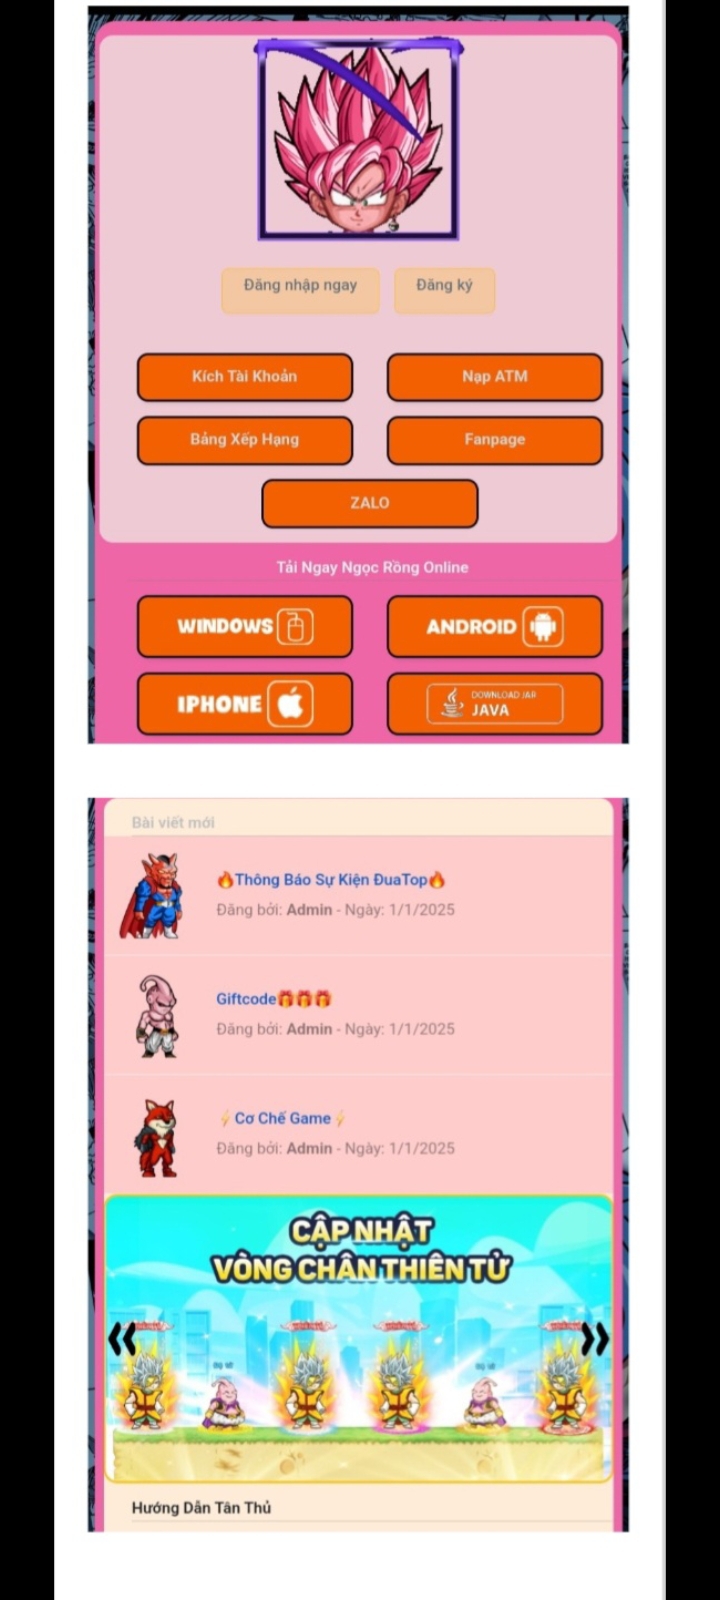 Đăng nhập ngay
Đăng ký
Kích Tài Khoản
Nạp ATM
Bảng Xếp Hạng
Fanpage
ZALO
Tải Ngay Ngọc Rồng Online
WINDOWS
ANDROID
IPHONE
DOWNLOAD JAR
JAVA
Bài viết mới
🔥Thông Báo Sự Kiện ĐuaTop🔥
Đăng bởi: Admin - Ngày: 1/1/2025
Giftcode🎁🎁🎁
Đăng bởi: Admin - Ngày: 1/1/2025
⚡Cơ Chế Game⚡
Đăng bởi: Admin - Ngày: 1/1/2025
CẬP NHẬT
VÒNG CHÂN THIÊN TỬ
Hướng Dẫn Tân Thủ